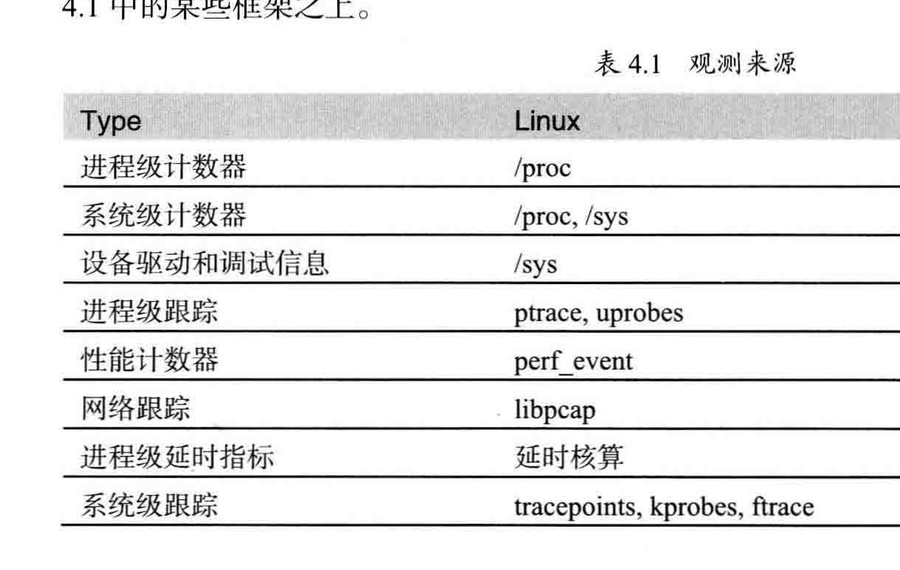 4.1 中的某些框架之上。
表 4.1 观测来源
Type Linux
进程级计数器 /proc
系统级计数器 /proc, /sys
设备驱动和调试信息 /sys
进程级跟踪 ptrace, uprobes
性能计数器 perf_event
网络跟踪 libpcap
进程级延时指标 延时核算
系统级跟踪 tracepoints, kprobes, ftrace